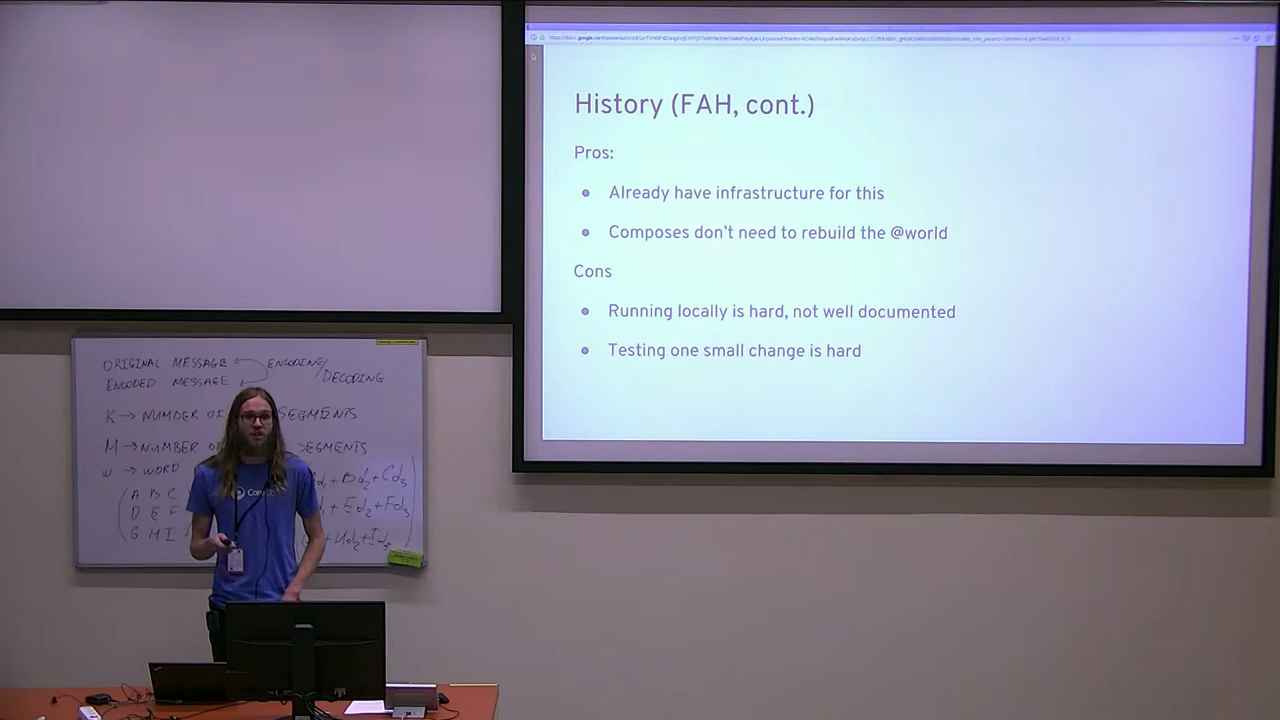 History (FAH, cont.)
Pros:
Already have infrastructure for this
Composes don't need to rebuild the @world
Cons
Running locally is hard, not well documented
Testing one small change is hard
ORIGINAL MESSAGE ENCODING/
ENCODED MESSAGE DECODING
K → NUMBER OF SEGMENTS
M → NUMBER OF SEGMENTS
W → WORD
A B C
D E F
G H I